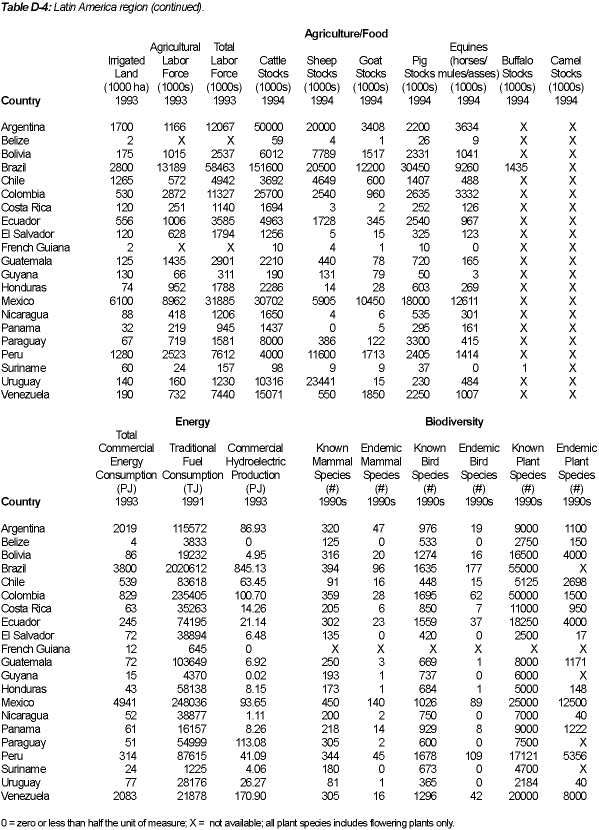 Table D-4: Latin America region (continued).
Agriculture/Food
Agricultural Total Equines (horses/
Irrigated Labor Labor Cattle Sheep Goat Pig mules/asses) Buffalo Camel
Land Force Force Stocks Stocks Stocks Stocks Stocks Stocks
(1000 ha) (1000s) (1000s) (1000s) (1000s) (1000s) (1000s) (1000s) (1000s) (1000s)
Country 1993 1993 1993 1994 1994 1994 1994 1994 1994 1994
Argentina 1700 1166 12067 50000 20000 3408 2200 3634 X X
Belize 2 X X 59 4 1 26 9 X X
Bolivia 175 1015 2537 6012 7789 1517 2331 1041 X X
Brazil 2800 13189 58463 151600 20500 12200 30450 9260 1435 X
Chile 1265 572 4942 3692 4649 600 1407 488 X X
Colombia 530 2872 11327 25700 2540 960 2635 3332 X X
Costa Rica 120 251 1140 1694 3 2 252 126 X X
Ecuador 556 1006 3585 4963 1728 345 2540 967 X X
El Salvador 120 628 1794 1256 5 15 325 123 X X
French Guiana 2 X X 10 4 1 10 0 X X
Guatemala 125 1435 2901 2210 440 78 720 165 X X
Guyana 130 66 311 190 131 79 50 3 X X
Honduras 74 952 1788 2286 14 28 603 269 X X
Mexico 6100 8962 31885 30702 5905 10450 18000 12611 X X
Nicaragua 88 418 1206 1650 4 6 535 301 X X
Panama 32 219 945 1437 0 5 295 161 X X
Paraguay 67 719 1581 8000 386 122 3300 415 X X
Peru 1280 2523 7612 4000 11600 1713 2405 1414 X X
Suriname 60 24 157 98 9 9 37 0 1 X
Uruguay 140 160 1230 10316 23441 15 230 484 X X
Venezuela 190 732 7440 15071 550 1850 2250 1007 X X
Energy Biodiversity
Total
Commercial Traditional Commercial Known Endemic Known Endemic Known Endemic
Energy Fuel Hydroelectric Mammal Mammal Bird Bird Plant Plant
Consumption Consumption Production Species Species Species Species Species Species
(PJ) (TJ) (PJ) (#) (#) (#) (#) (#) (#)
Country 1993 1991 1993 1990s 1990s 1990s 1990s 1990s 1990s
Argentina 2019 115572 86.93 320 47 976 19 9000 1100
Belize 4 3833 0 125 0 533 0 2750 150
Bolivia 86 19232 4.95 316 20 1274 16 16500 4000
Brazil 3800 2020612 845.13 394 96 1635 177 55000 X
Chile 539 83618 63.45 91 16 448 15 5125 2698
Colombia 829 235405 100.70 359 28 1695 62 50000 1500
Costa Rica 63 35263 14.26 205 6 850 7 11000 950
Ecuador 245 74195 21.14 302 23 1559 37 18250 4000
El Salvador 72 38894 6.48 135 0 420 0 2500 17
French Guiana 12 645 0 X X X X X X
Guatemala 72 103649 6.92 250 3 669 1 8000 1171
Guyana 15 4370 0.02 193 1 737 0 6000 X
Honduras 43 58138 8.15 173 1 684 1 5000 148
Mexico 4941 248036 93.65 450 140 1026 89 25000 12500
Nicaragua 52 38877 1.11 200 2 750 0 7000 40
Panama 61 16157 8.26 218 14 929 8 9000 1222
Paraguay 51 54999 113.08 305 2 600 0 7500 X
Peru 314 87615 41.09 344 45 1678 109 17121 5356
Suriname 24 1225 4.06 180 0 673 0 4700 X
Uruguay 77 28176 26.27 81 1 365 0 2184 40
Venezuela 2083 21878 170.90 305 16 1296 42 20000 8000
0 = zero or less than half the unit of measure; X = not available; all plant species includes flowering plants only.